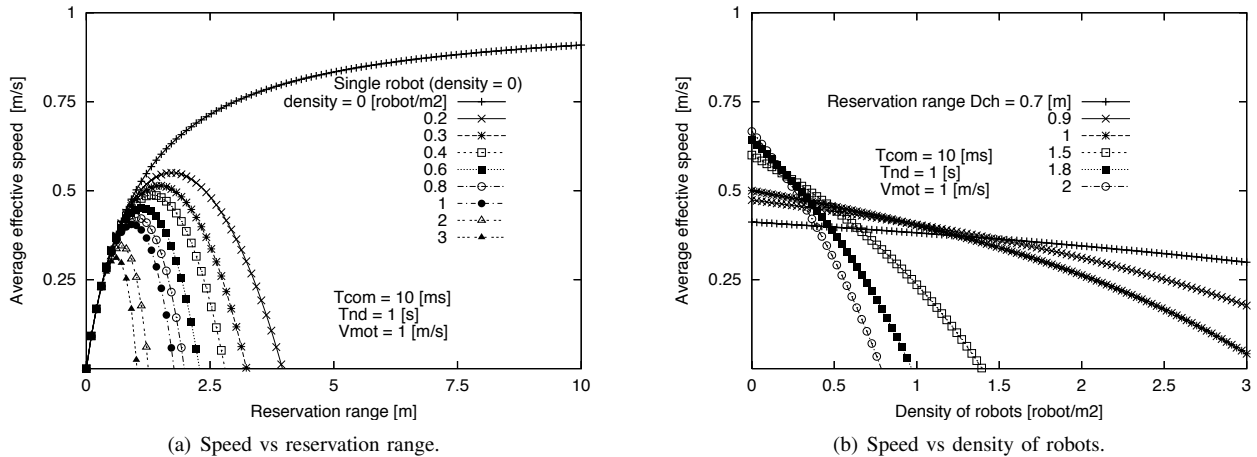 1
0.75
0.5
0.25
0
2.5
5
7.5
10
Average effective speed [m/s]
Reservation range [m]
Single robot (density = 0)
density = 0 [robot/m2]
0.2
0.3
0.4
0.6
0.8
1
2
3
Tcom = 10 [ms]
Tnd = 1 [s]
Vmot = 1 [m/s]
(a) Speed vs reservation range.
1
0.75
0.5
0.25
0
0.5
1
1.5
2
2.5
3
Average effective speed [m/s]
Density of robots [robot/m2]
Reservation range Dch = 0.7 [m]
0.9
1
1.5
1.8
2
Tcom = 10 [ms]
Tnd = 1 [s]
Vmot = 1 [m/s]
(b) Speed vs density of robots.